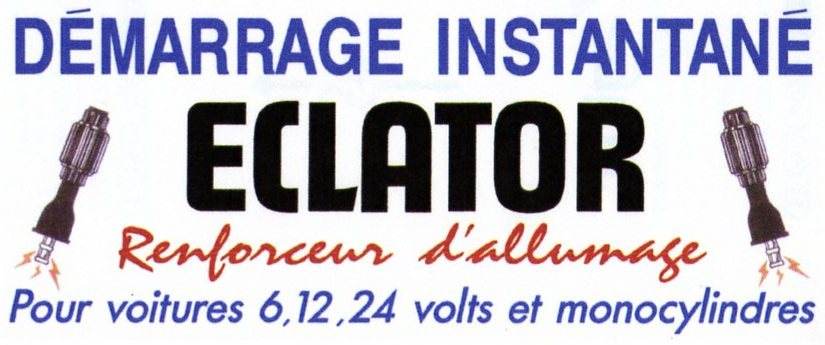 DÉMARRAGE INSTANTANÉ
ECLATOR
Renforceur d'allumage
Pour voitures 6,12,24 volts et monocylindres